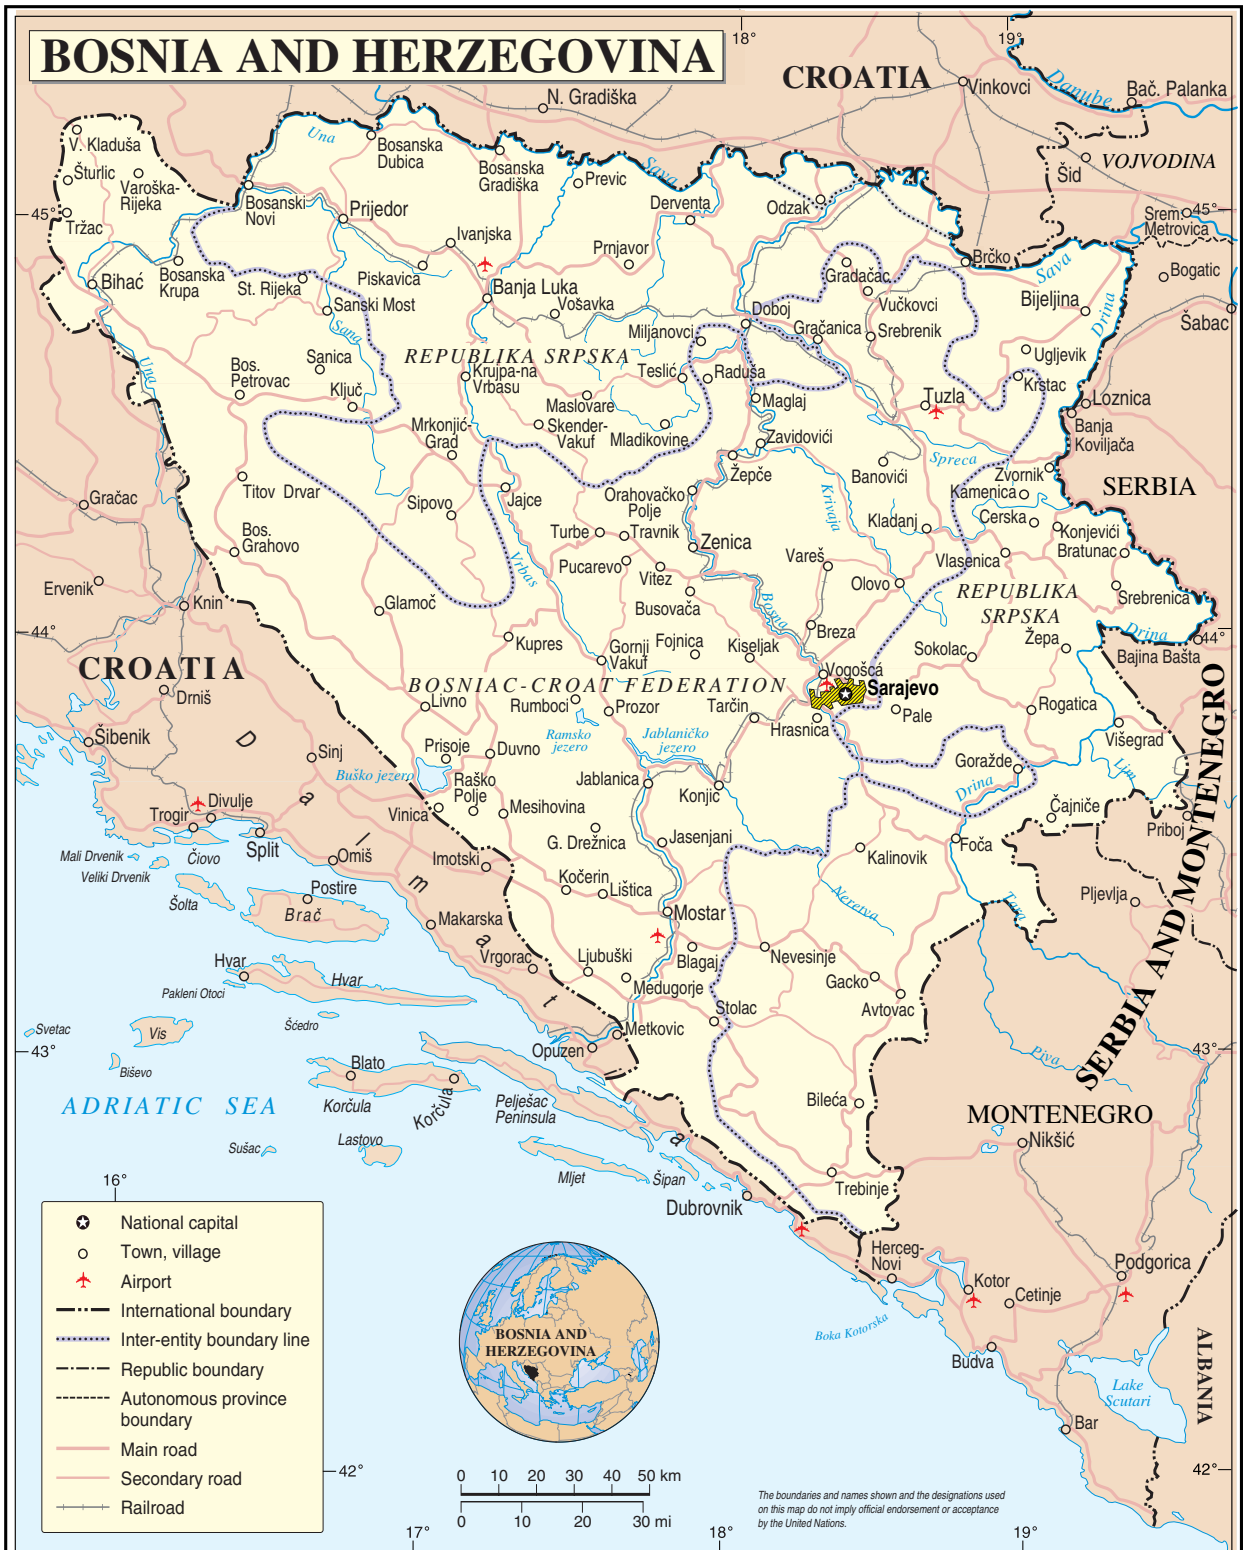 BOSNIA AND HERZEGOVINA
18°
19°
CROATIA
N. Gradiška
Vinkovci
Danube
Bač. Palanka
V. Kladuša
Una
Bosanska
Dubica
Bosanska
Gradiška
Sava
Previc
VOJVODINA
Šid
Šturlic
Varoška-
Rijeka
Bosanski
Novi
Prijedor
Derventa
Odzak
45°
Tržac
45°
Srem.
Metrovica
Ivanjska
Prnjavor
Brčko
Sava
Bogatic
Bihać
Bosanska
Krupa
St. Rijeka
Piskavica
Banja Luka
Gradačac
Vučkovci
Bijeljina
Drina
Šabac
Sanski Most
Vošavka
Doboj
Sana
Miljanovci
Gračanica
Srebrenik
Una
REPUBLIKA SRPSKA
Ugljevik
Bos.
Petrovac
Sanica
Krujpa-na
Vrbasu
Teslić
Raduša
Krstac
Ključ
Maslovare
Maglaj
Tuzla
Loznica
Mrkonjić-
Grad
Skender-
Vakuf
Mladikovine
Zavidovići
Banja
Koviljača
Spreca
Žepče
Banovići
Zvornik
Kamenica
SERBIA
Gračac
Titov Drvar
Sipovo
Jajce
Orahovačko
Polje
Krivaja
Kladanj
Cerska
Konjevići
Bratunac
Bos.
Grahovo
Turbe
Travnik
Zenica
Vareš
Vlasenica
Vrbas
Pucarevo
Vitez
Olovo
REPUBLIKA
SRPSKA
Srebrenica
Ervenik
Knin
Glamoč
Busovača
Bosna
Breza
44°
Kupres
Gornji
Vakuf
Fojnica
Kiseljak
Sokolac
Žepa
Drina
44°
Bajina Bašta
CROATIA
Vogošća
Drniš
BOSNIAC-CROAT FEDERATION
Sarajevo
Livno
Rumboci
Prozor
Tarčin
Hrasnica
Pale
Rogatica
Višegrad
Šibenik
Sinj
Prisoje
Duvno
Ramsko
jezero
Jablaničko
jezero
Goražde
Lim
Buško jezero
Raško
Polje
Jablanica
Konjic
Drina
Čajniče
Divulje
Trogir
Vinica
Mesihovina
Priboj
SERBIA AND MONTENEGRO
Split
Omiš
Imotski
G. Drežnica
Jasenjani
Kalinovik
Foča
Mali Drvenik
Čiovo
Veliki Drvenik
Šolta
Postire
Brač
Kočerin
Lištica
Neretva
Tara
Pljevlja
Dalmatia
Makarska
Mostar
Hvar
Hvar
Vrgorac
Ljubuški
Blagaj
Nevesinje
Gacko
Pakleni Otoci
Medugorje
Avtovac
Šćedro
Stolac
Svetac
Vis
Metkovic
43°
Opuzen
Piva
43°
Biševo
Blato
ADRIATIC SEA
Korčula
Korčula
Pelješac
Peninsula
Bileća
MONTENEGRO
Nikšić
Sušac
Lastovo
Mljet
Šipan
Trebinje
16°
Dubrovnik
National capital
Town, village
Airport
International boundary
Inter-entity boundary line
Republic boundary
Autonomous province
boundary
Main road
Secondary road
Railroad
BOSNIA AND
HERZEGOVINA
Herceg-
Novi
Kotor
Cetinje
Podgorica
Boka Kotorska
Budva
ALBANIA
Lake
Scutari
Bar
42°
42°
0 10 20 30 40 50 km
0 10 20 30 mi
The boundaries and names shown and the designations used
on this map do not imply official endorsement or acceptance
by the United Nations.
17°
18°
19°